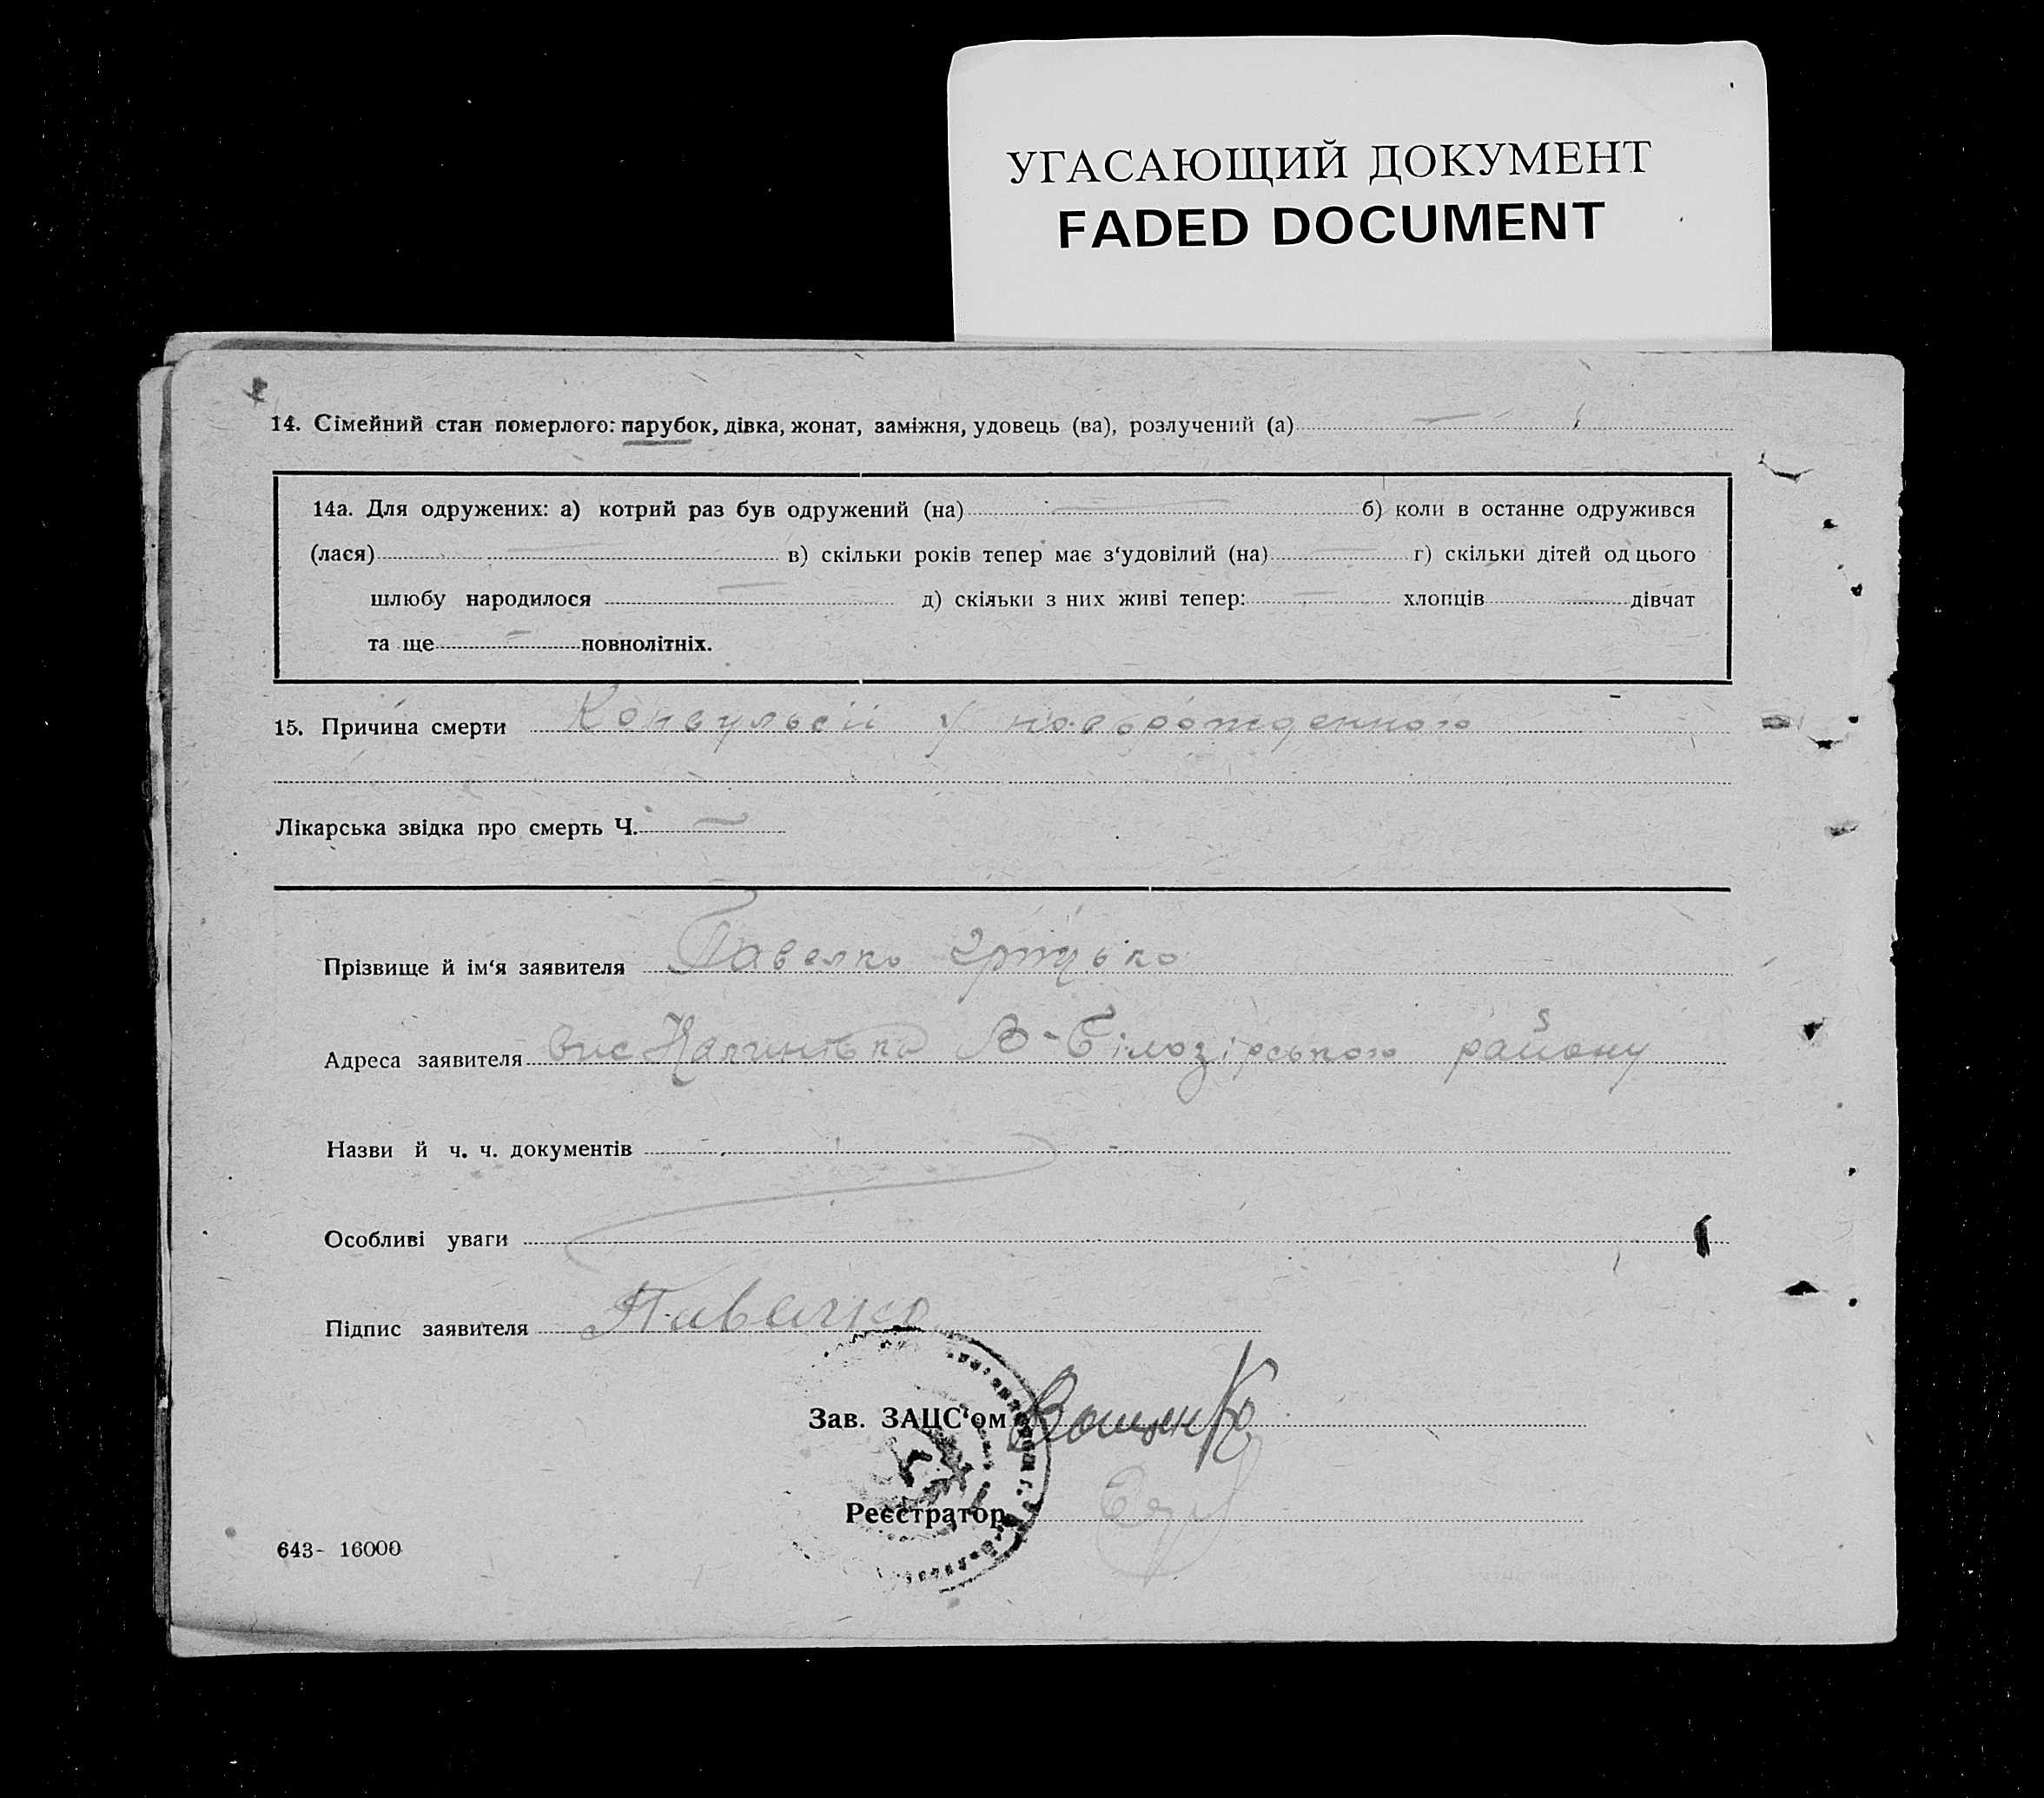 УГАСАЮЩИЙ ДОКУМЕНТ
FADED DOCUMENT
14. Сімейний стан померлого: парубок, дівка, жонат, заміжня, удовець (ва), розлучений (а)
14а. Для одружених: а) котрий раз був одружений (на) б) коли в останне одружився
(лася) в) скільки років тепер має з‘удовілий (на) г) скільки дітей од цього
шлюбу народилося д) скільки з них живі тепер: хлопців дівчат
та ще повнолітніх.
15. Причина смерти Конвульсіі у новорожденного
Лікарська звідка про смерть Ч.
Прізвище й ім‘я заявителя Павелко
Адреса заявителя В-Білозірського району
Назви й ч. ч. документів
Особливі уваги
Підпис заявителя Павелко
Зав. ЗАЦС‘ом
Реєстратор
643- 16000